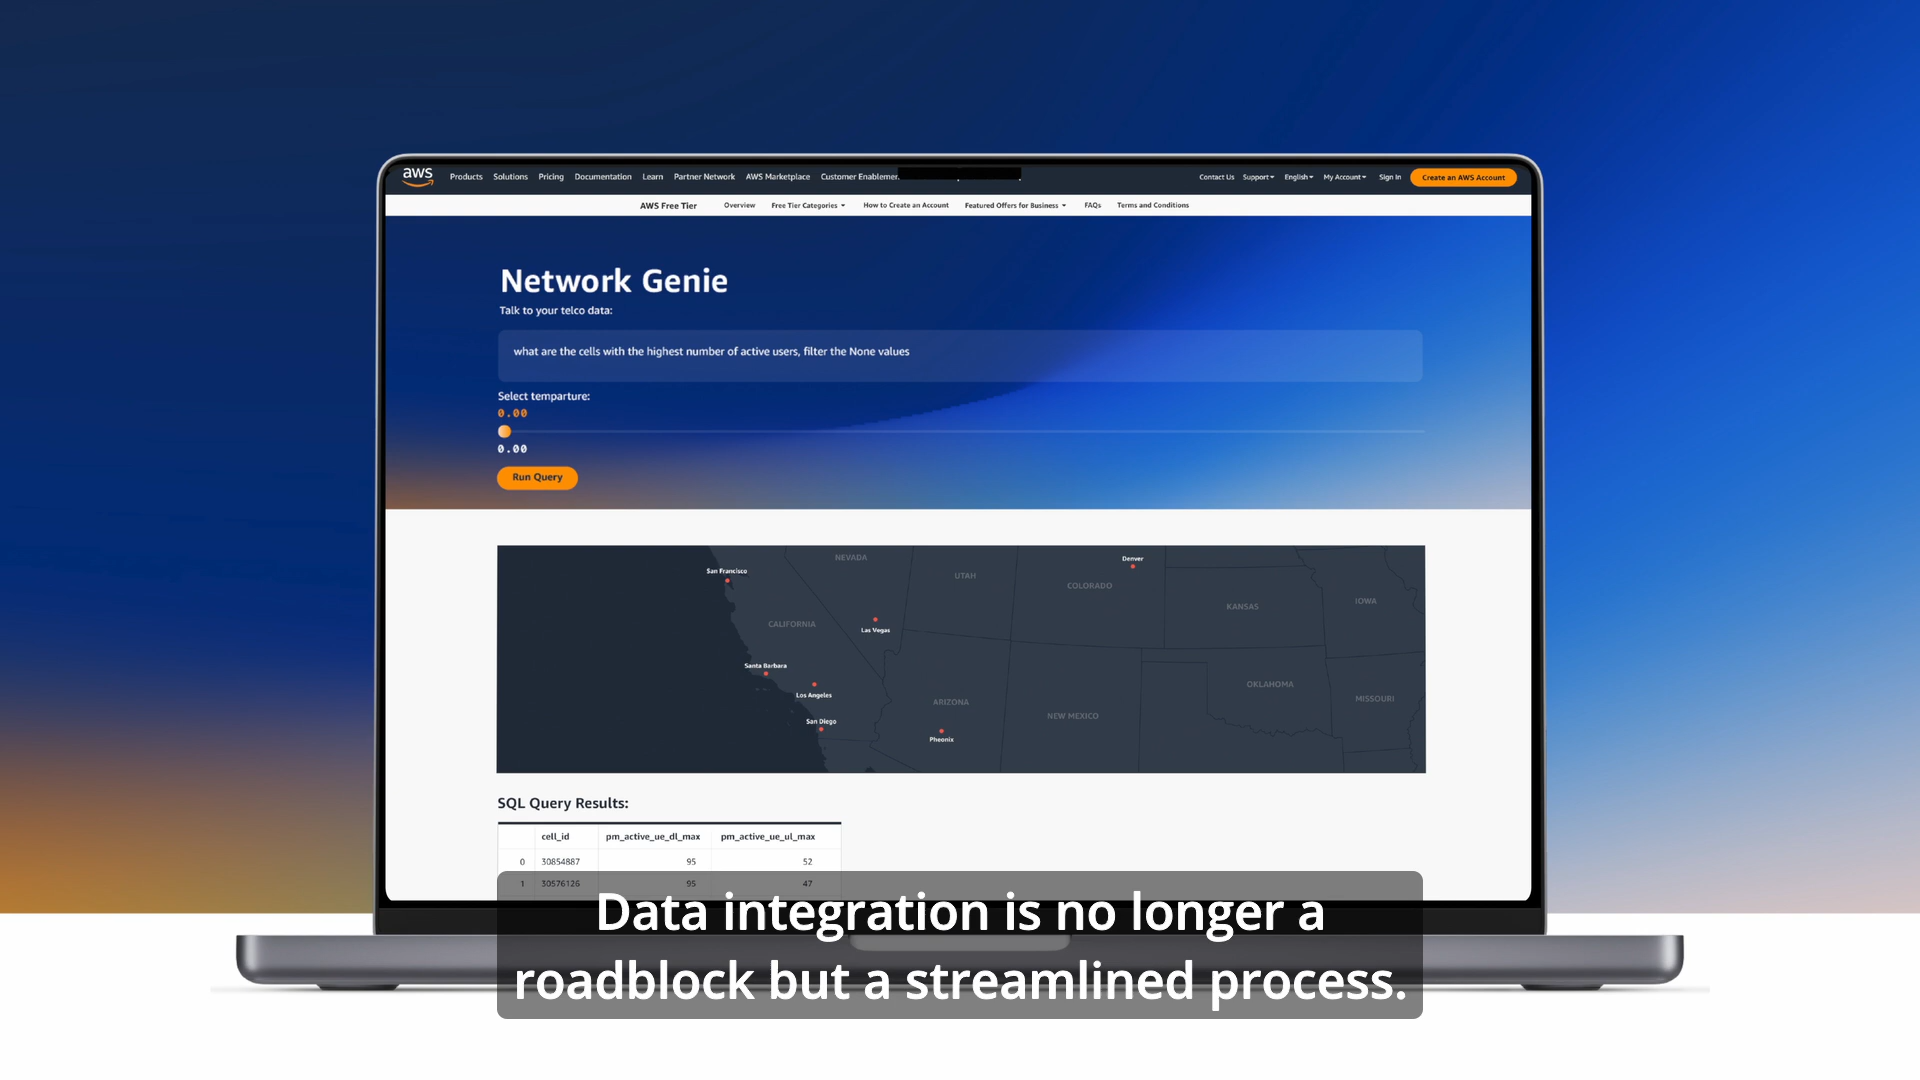 aws Products Solutions Pricing Documentation Learn Partner Network AWS Marketplace Customer Enablemen Contact Us Support English My Account Sign In Create an AWS Account
AWS Free Tier Overview Free Tier Categories How to Create an Account Featured Offers for Business FAQs Terms and Conditions
Network Genie
Talk to your telco data:
what are the cells with the highest number of active users, filter the None values
Select temparture:
0.00
0.00
Run Query
NEVADA
Denver
San Francisco
UTAH
COLORADO
IOWA
KANSAS
CALIFORNIA
Las Vegas
Santa Barbara
OKLAHOMA
Los Angeles
MISSOURI
ARIZONA
NEW MEXICO
San Diego
Pheonix
SQL Query Results:
cell_id pm_active_ue_dl_max pm_active_ue_ul_max
0 30854887 95 52
1 30576126 95 47
Data integration is no longer a
roadblock but a streamlined process.